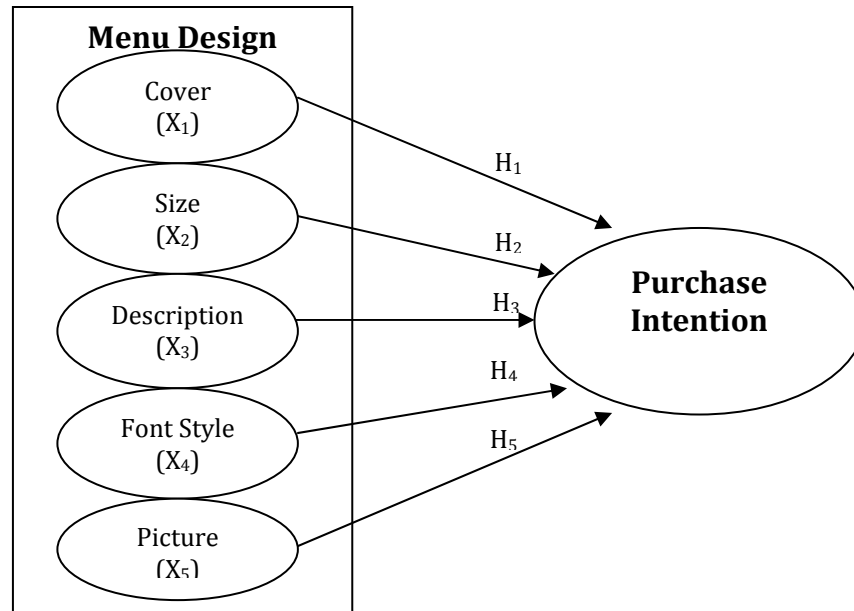 Menu Design
Cover
(X₁)
H₁
Size
(X₂)
H₂
Purchase
Intention
Description
(X₃)
H₃
Font Style
(X₄)
H₄
H₅
Picture
(X₅)